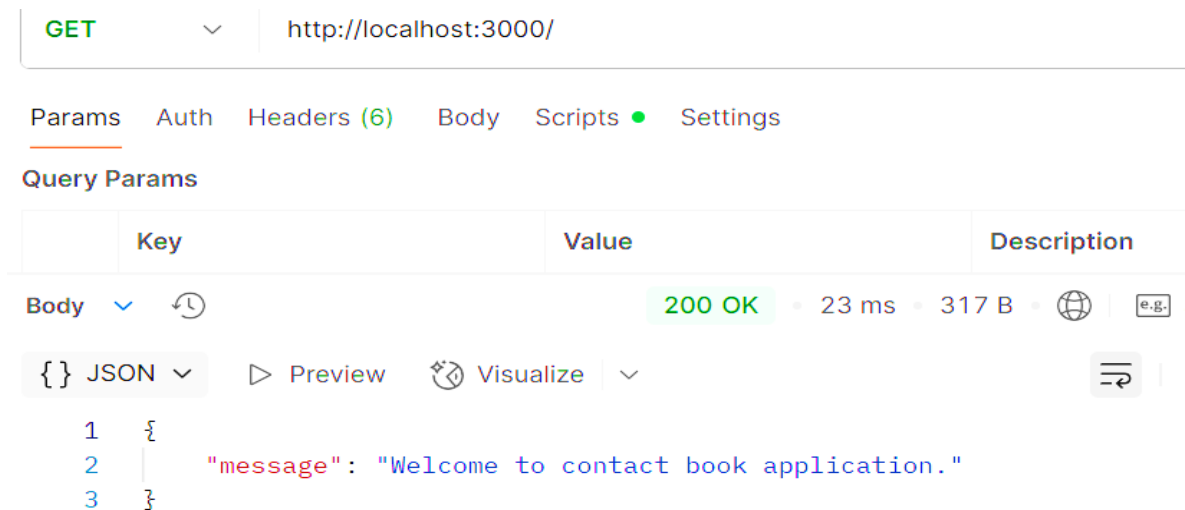 GET http://localhost:3000/
Params Auth Headers (6) Body Scripts Settings
Query Params
Key Value Description
Body 200 OK 23 ms 317 B e.g.
{} JSON Preview Visualize
1 {
2 "message": "Welcome to contact book application."
3 }